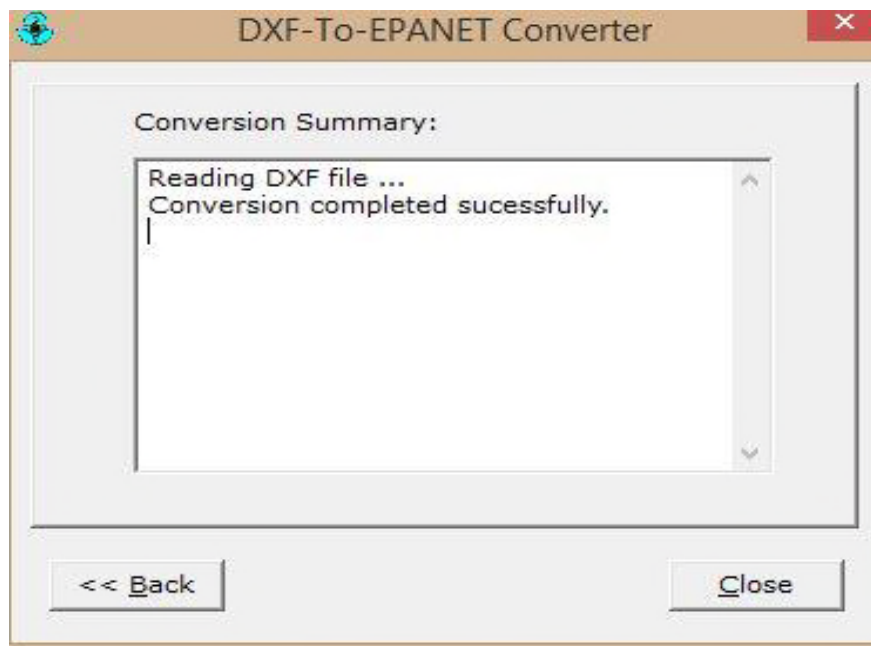 DXF-To-EPANET Converter
Conversion Summary:
Reading DXF file ...
Conversion completed sucessfully.
<< Back
Close